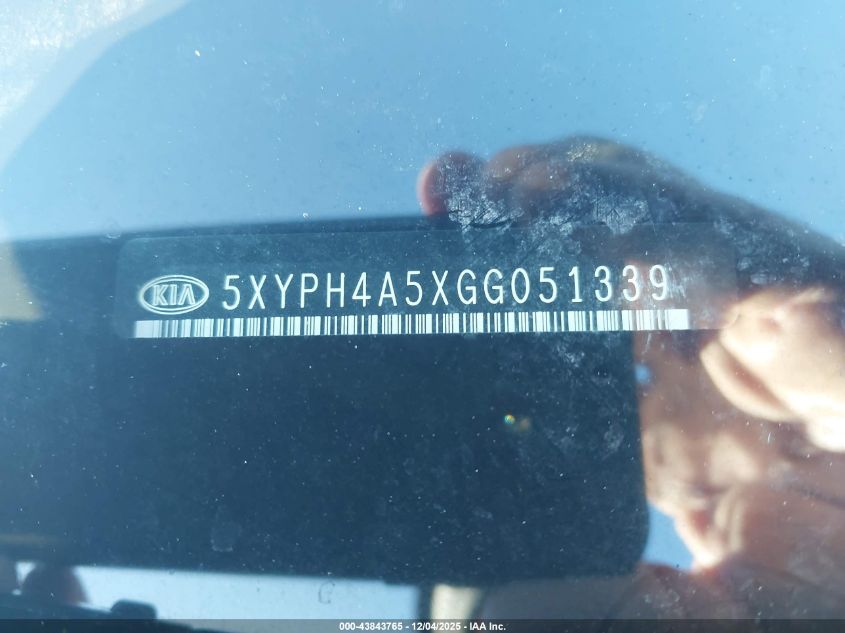 KIA 5XYPH4A5XGG051339
000-43843765 - 12/04/2025 - IAA Inc.